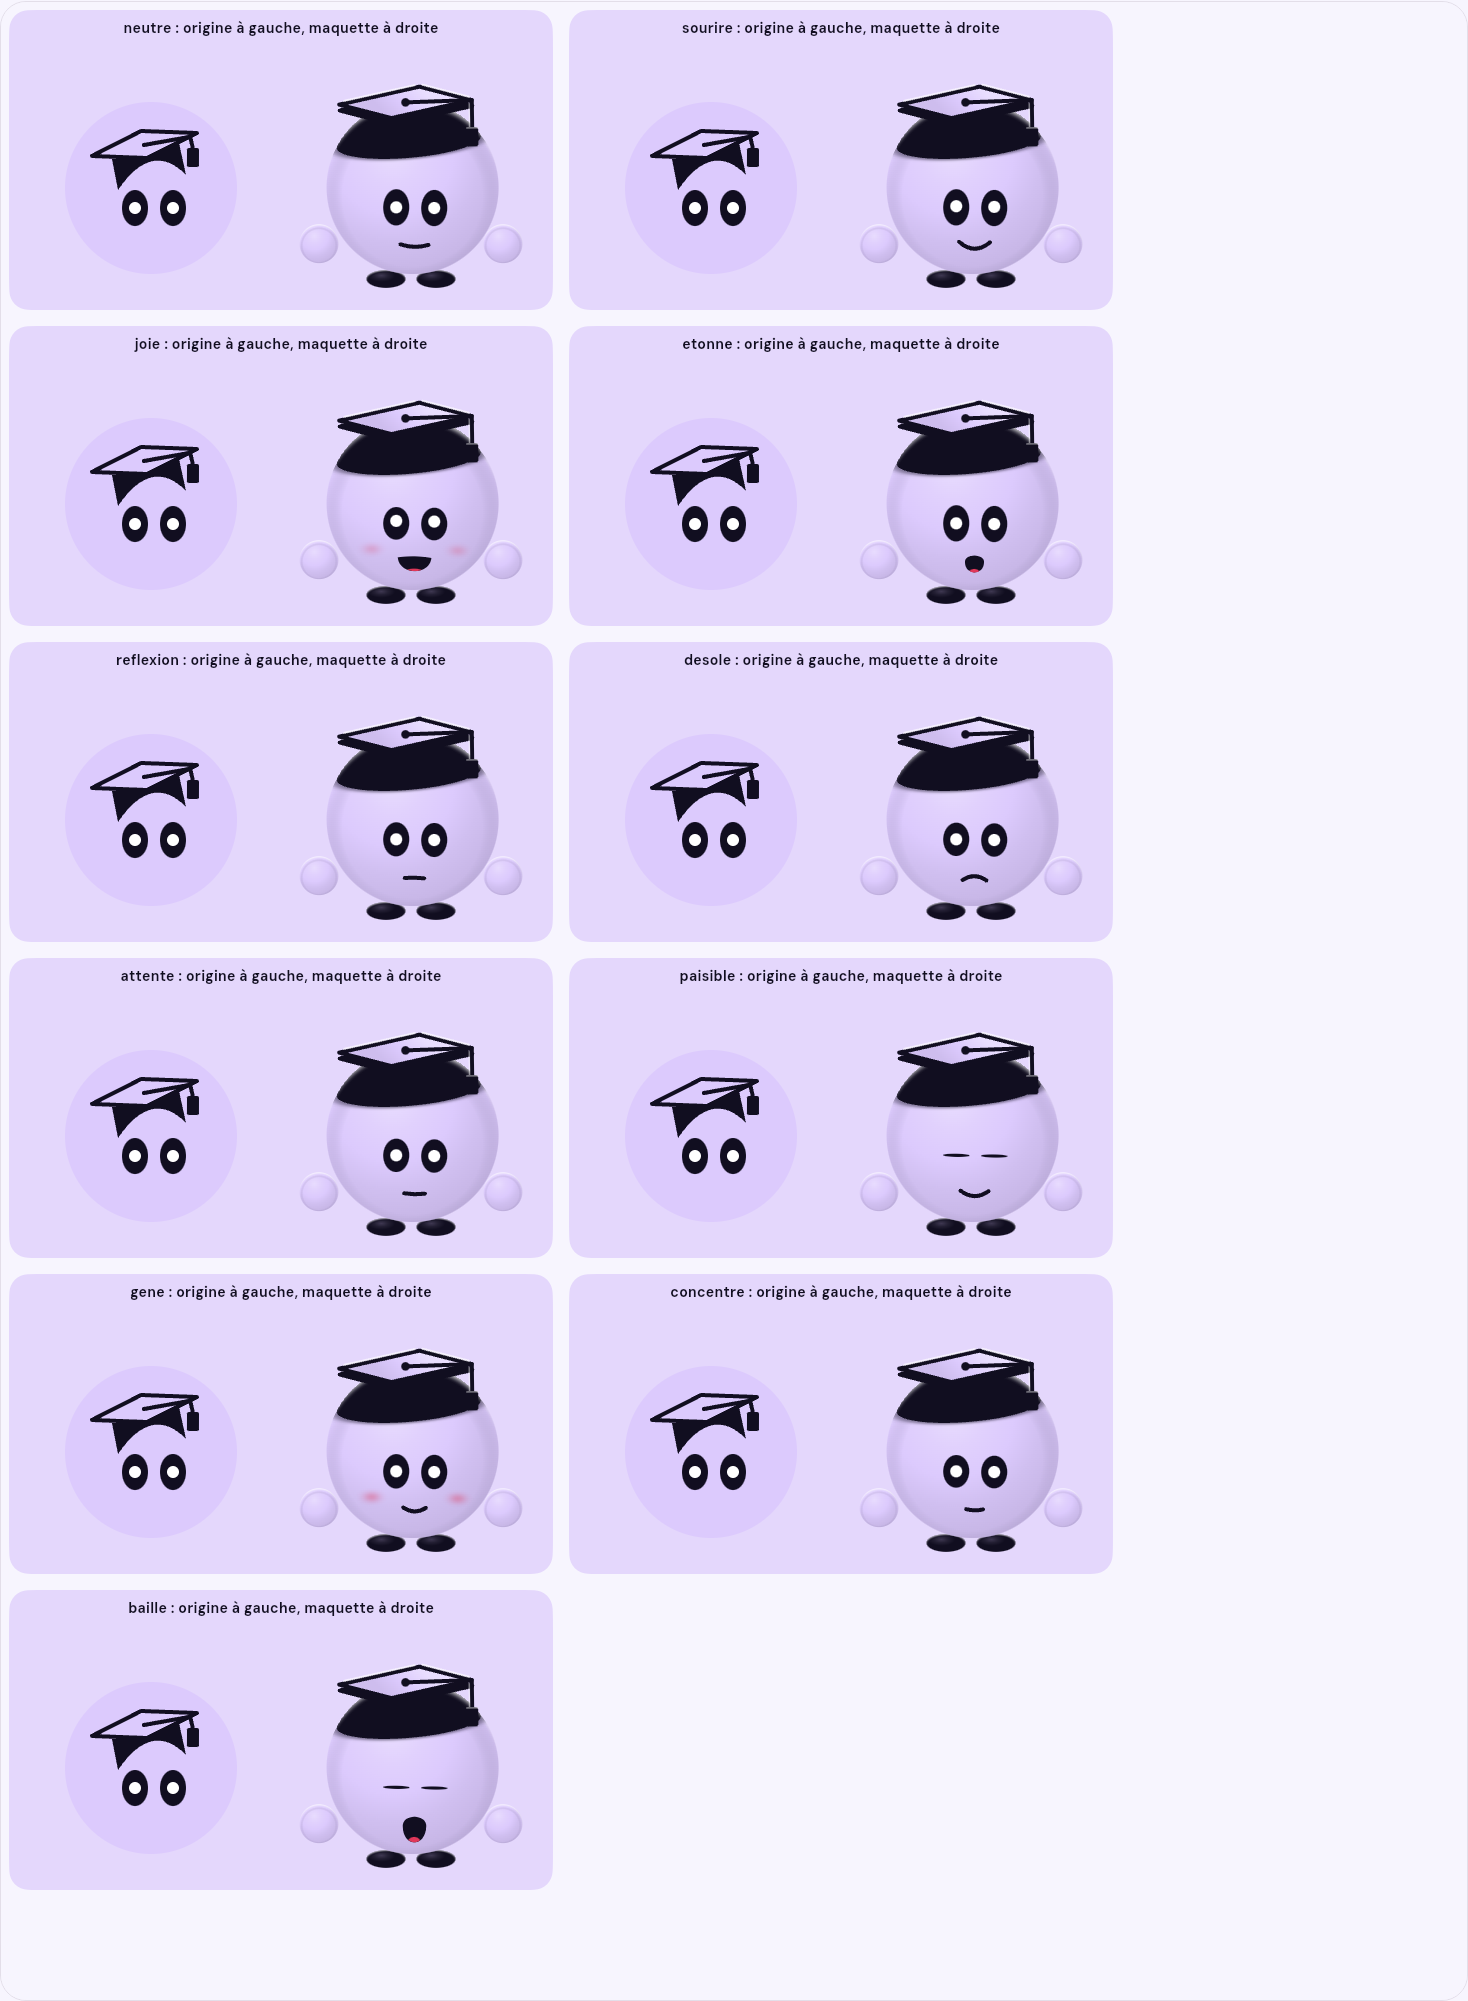 neutre : origine à gauche, maquette à droite
sourire : origine à gauche, maquette à droite
joie : origine à gauche, maquette à droite
etonne : origine à gauche, maquette à droite
reflexion : origine à gauche, maquette à droite
desole : origine à gauche, maquette à droite
attente : origine à gauche, maquette à droite
paisible : origine à gauche, maquette à droite
gene : origine à gauche, maquette à droite
concentre : origine à gauche, maquette à droite
baille : origine à gauche, maquette à droite